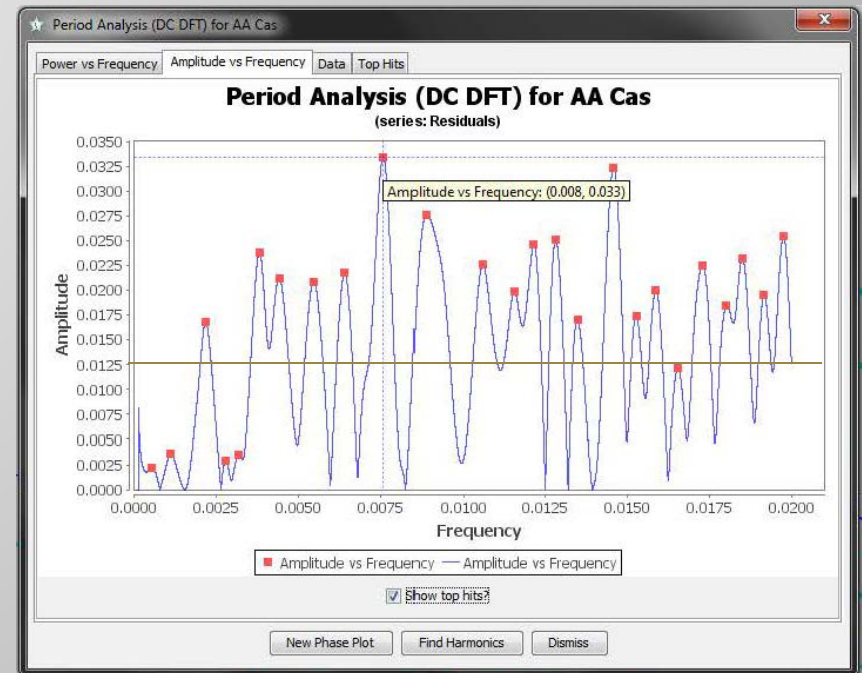 Period Analysis (DC DFT) for AA Cas
x
Power vs Frequency Amplitude vs Frequency Data Top Hits
Period Analysis (DC DFT) for AA Cas
(series: Residuals)
Amplitude
0.0350
0.0325
0.0300
0.0275
0.0250
0.0225
0.0200
0.0175
0.0150
0.0125
0.0100
0.0075
0.0050
0.0025
0.0000
Amplitude vs Frequency: (0.008, 0.033)
0.0000 0.0025 0.0050 0.0075 0.0100 0.0125 0.0150 0.0175 0.0200
Frequency
Amplitude vs Frequency Amplitude vs Frequency
Show top hits?
New Phase Plot Find Harmonics Dismiss